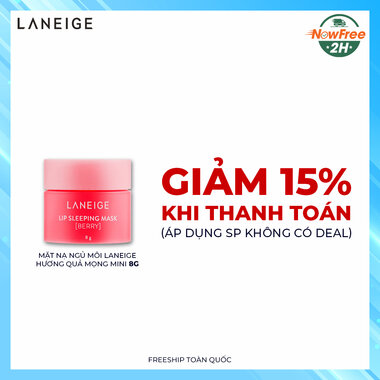 LANEIGE
NowFree
2H
LANEIGE
LIP SLEEPING MASK
[BERRY]
8g
MẶT NẠ NGỦ MÔI LANEIGE
HƯƠNG QUẢ MỌNG MINI 8G
GIẢM 15%
KHI THANH TOÁN
(ÁP DỤNG SP KHÔNG CÓ DEAL)
FREESHIP TOÀN QUỐC